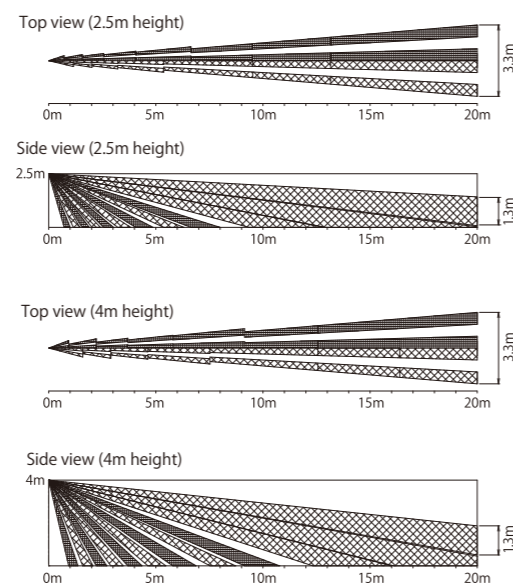 Top view (2.5m height)
3.3m
0m 5m 10m 15m 20m
Side view (2.5m height)
2.5m
1.3m
0m 5m 10m 15m 20m
Top view (4m height)
3.3m
0m 5m 10m 15m 20m
Side view (4m height)
4m
1.3m
0m 5m 10m 15m 20m